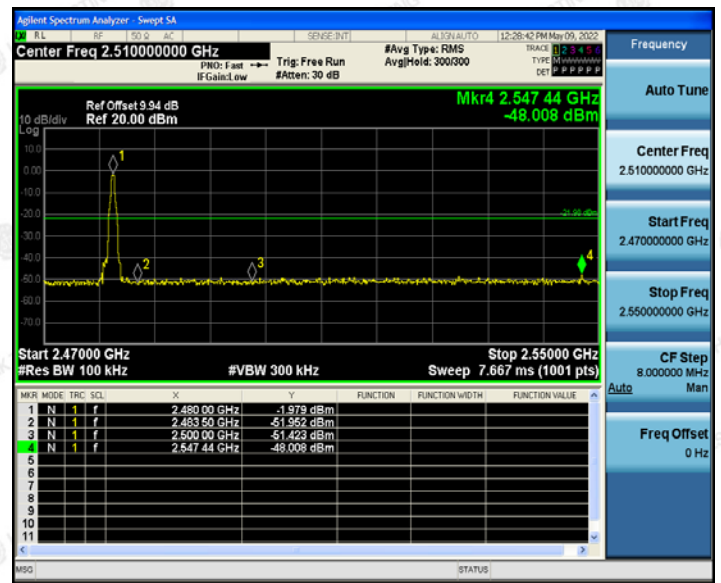 Agilent Spectrum Analyzer - Swept SA
RL RF 50 Ω AC SENSE:INT ALIGN AUTO 12:28:42 PM May 09, 2022
Center Freq 2.510000000 GHz
PNO: Fast
IFGain:Low
Trig: Free Run
#Atten: 30 dB
#Avg Type: RMS
Avg|Hold: 300/300
TRACE 1 2 3 4 5 6
TYPE M W W W W W
DET P P P P P P
Frequency
Ref Offset 9.94 dB
10 dB/div Ref 20.00 dBm
Log
Mkr4 2.547 44 GHz
-48.008 dBm
10.0
0.00
-10.0
-20.0
-30.0
-40.0
-50.0
-60.0
-70.0
1
2
3
4
-21.98 dBm
Start 2.47000 GHz Stop 2.55000 GHz
#Res BW 100 kHz #VBW 300 kHz Sweep 7.667 ms (1001 pts)
MKR MODE TRC SCL X Y FUNCTION FUNCTION WIDTH FUNCTION VALUE
1 N 1 f 2.480 00 GHz -1.979 dBm
2 N 1 f 2.483 50 GHz -51.952 dBm
3 N 1 f 2.500 00 GHz -51.423 dBm
4 N 1 f 2.547 44 GHz -48.008 dBm
5
6
7
8
9
10
11
MSG STATUS
Auto Tune
Center Freq
2.510000000 GHz
Start Freq
2.470000000 GHz
Stop Freq
2.550000000 GHz
CF Step
8.000000 MHz
Auto Man
Freq Offset
0 Hz